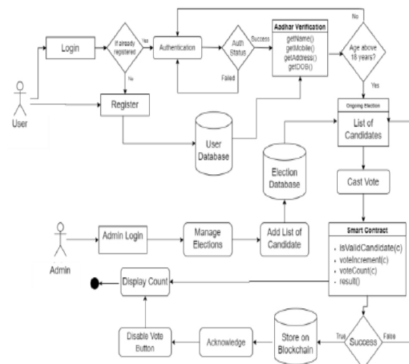 No
Login
If already
registered
Yes
Authentication
Auth
Status
Success
Aadhar Verification
getName()
getMobile()
getAddress()
getDOB()
Age above
18 years?
Failed
No
Yes
User
Register
User
Database
Ongoing Election
List of
Candidates
Election
Database
Cast Vote
Admin
Admin Login
Manage
Elections
Add List of
Candidate
Smart Contract
isValidCandidate(c)
voteIncrement(c)
voteCount(c)
result()
Display Count
Disable Vote
Button
Acknowledge
Store on
Blockchain
True
Success
False